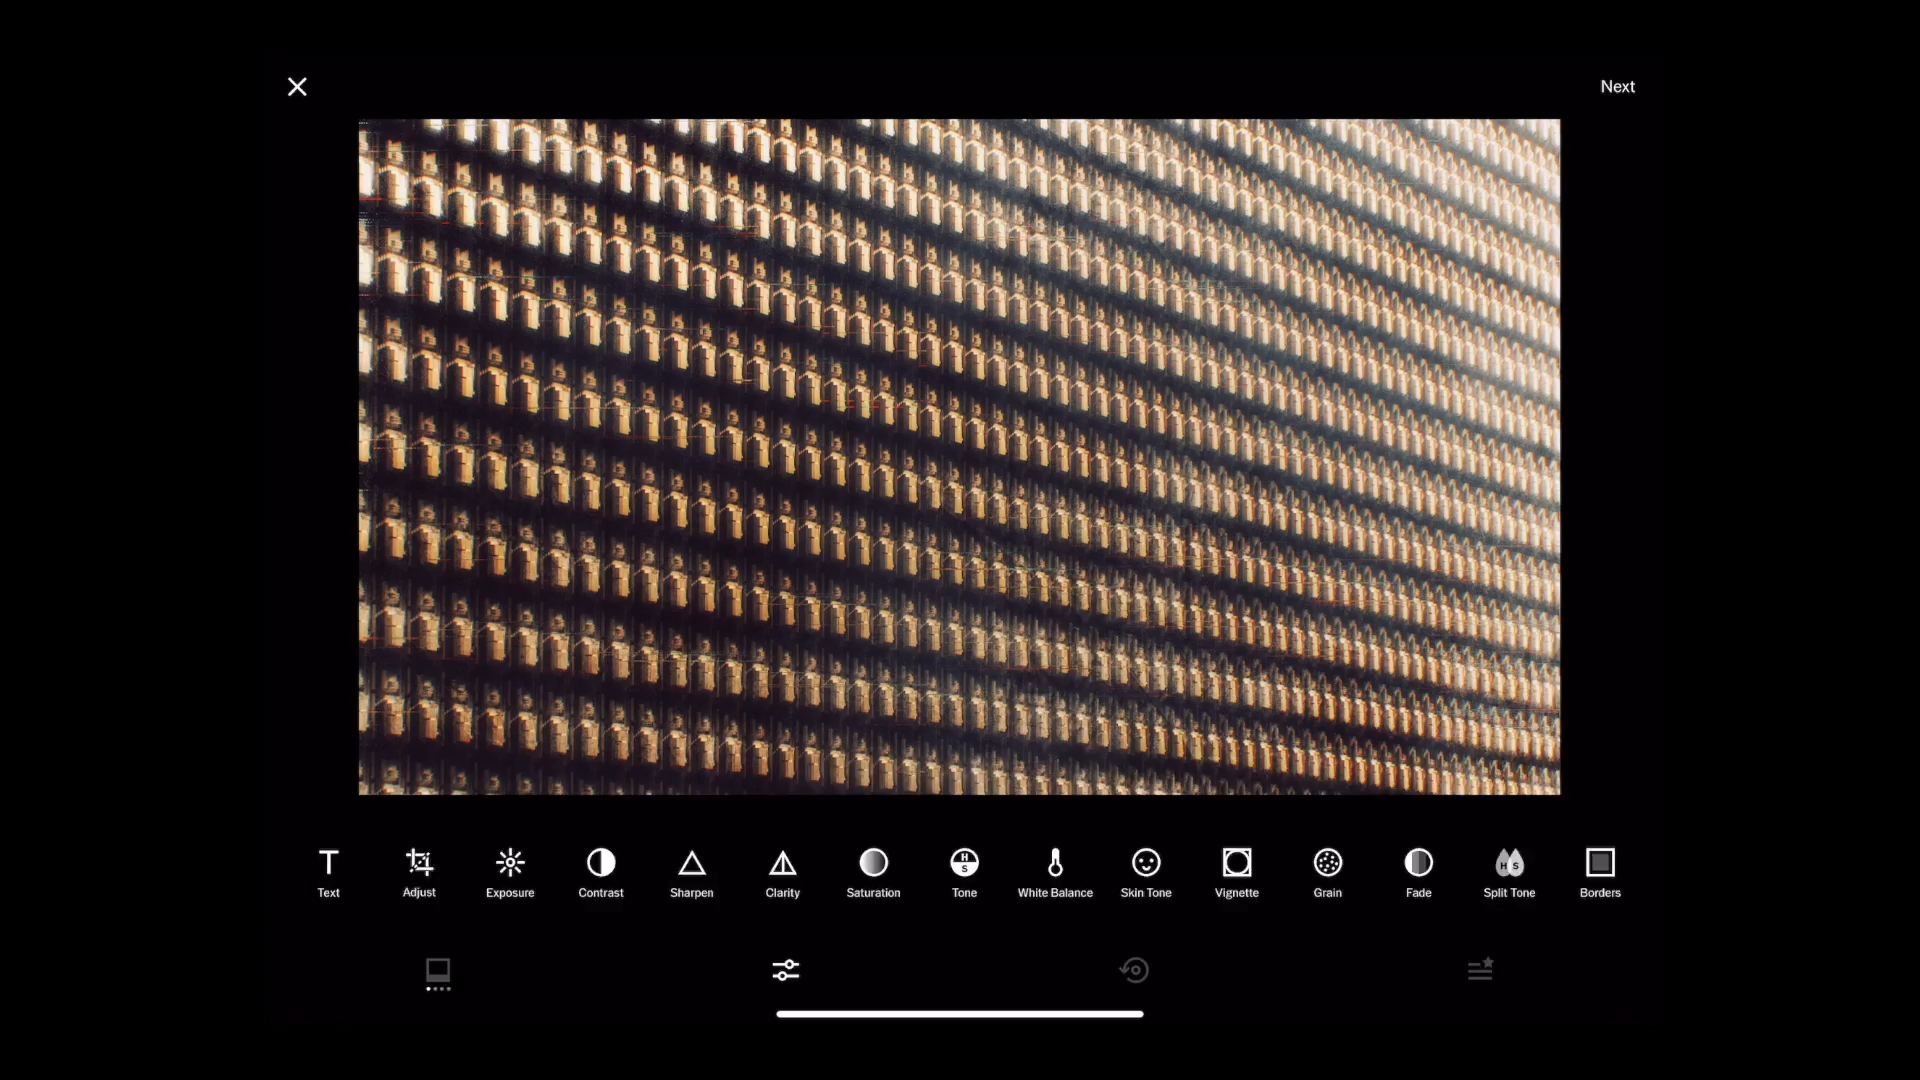 Next
Text
Adjust
Exposure
Contrast
Sharpen
Clarity
Saturation
H
S
Tone
White Balance
Skin Tone
Vignette
Grain
Fade
H S
Split Tone
Borders